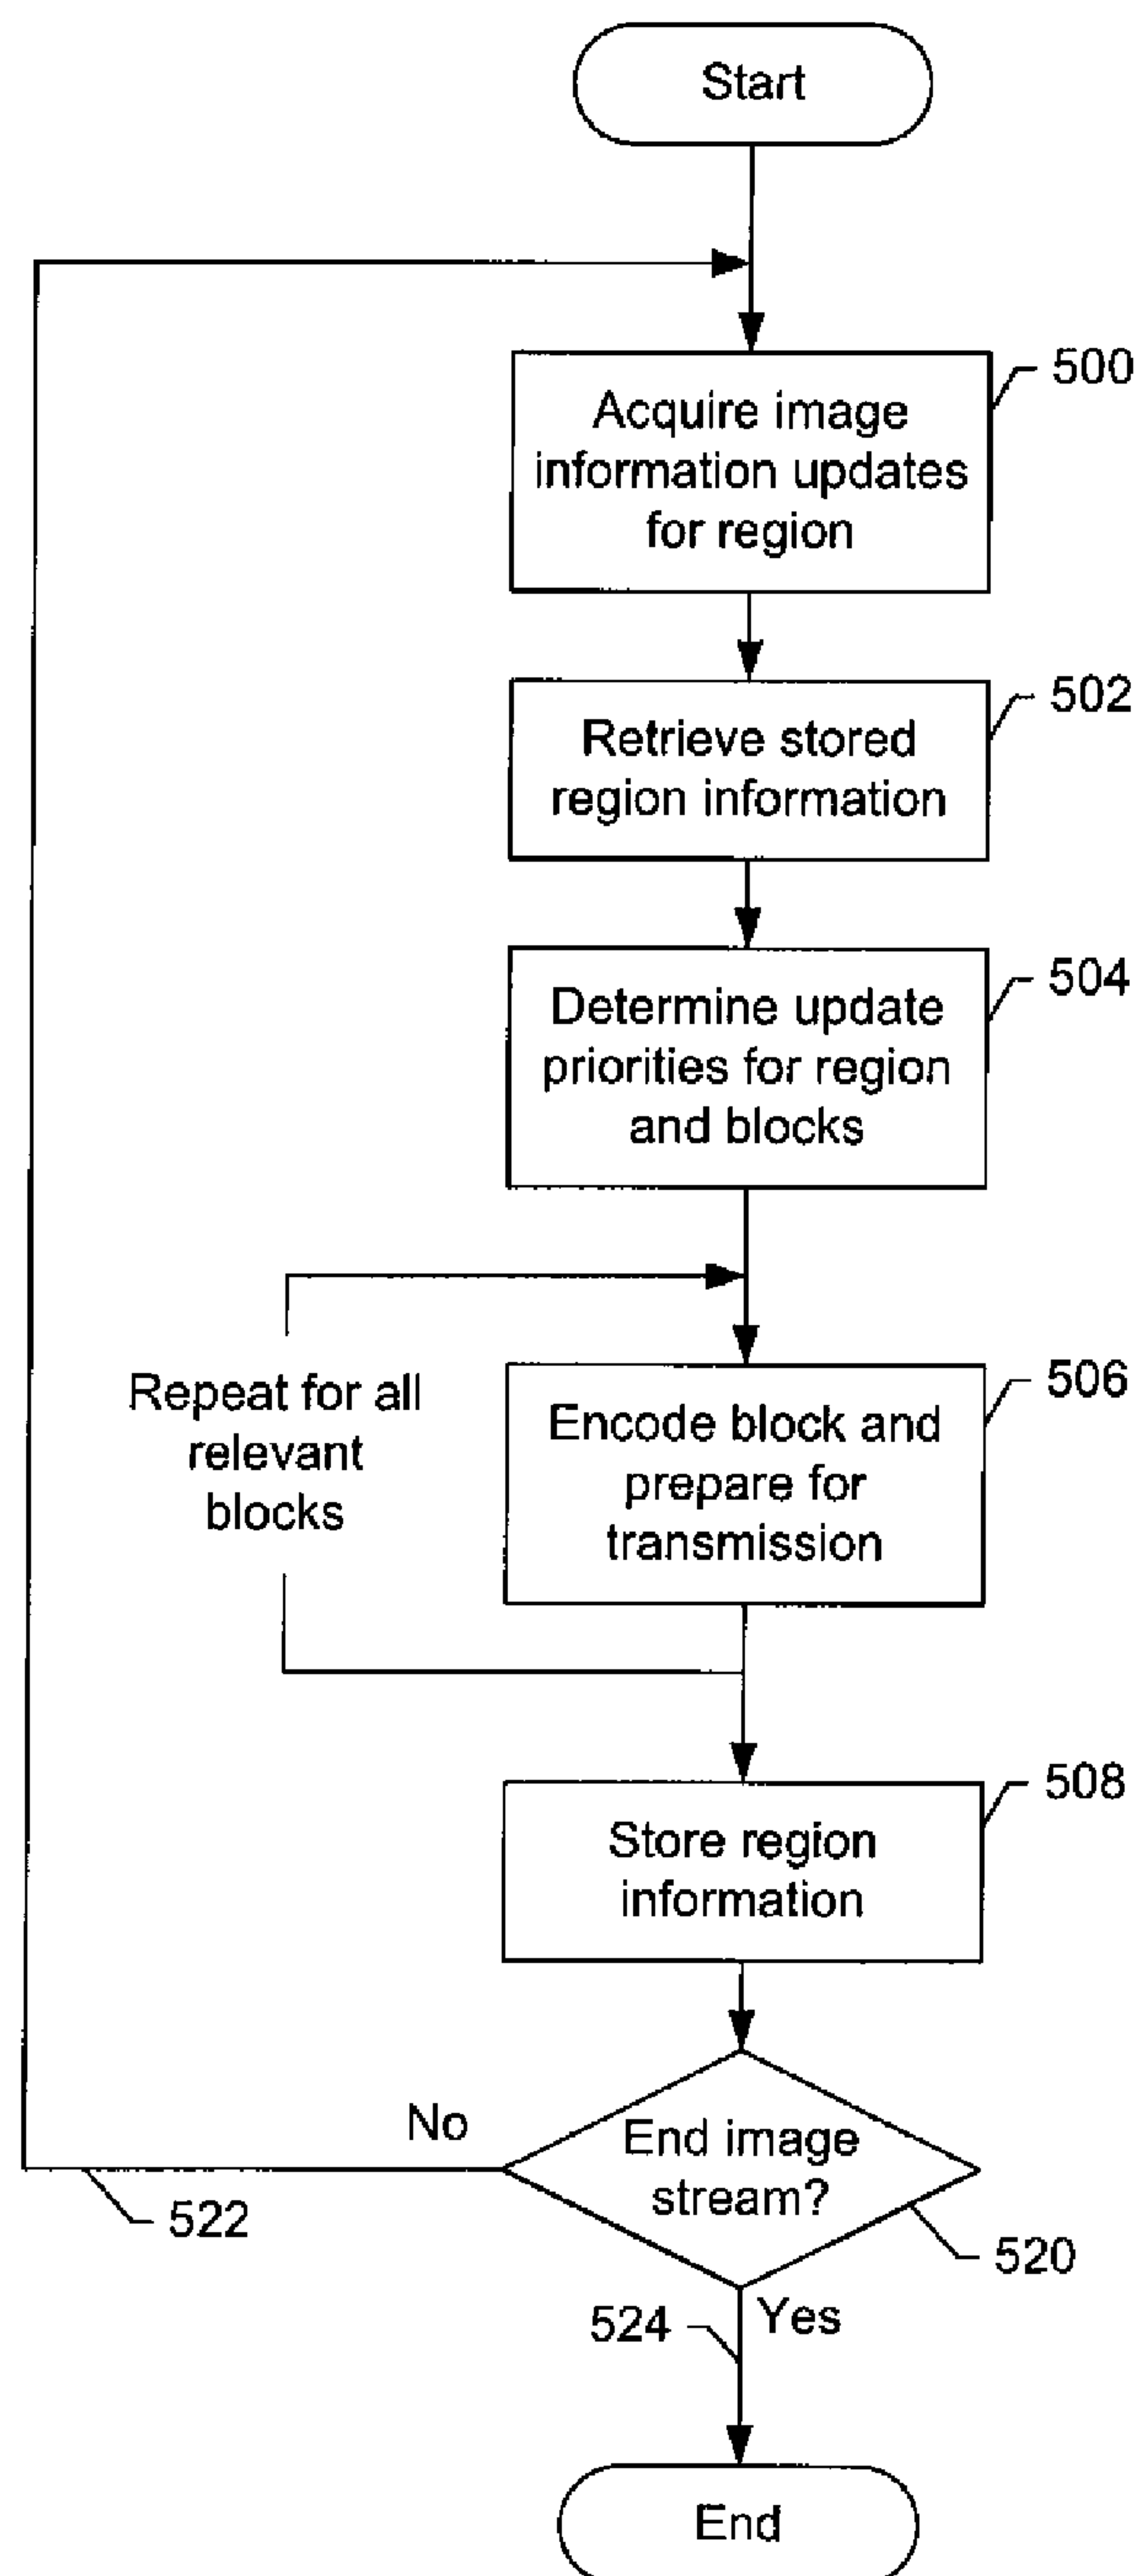 Start
500
Acquire image
information updates
for region
502
Retrieve stored
region information
504
Determine update
priorities for region
and blocks
Repeat for all
relevant
blocks
506
Encode block and
prepare for
transmission
508
Store region
information
No
End image
stream?
522
520
524
Yes
End